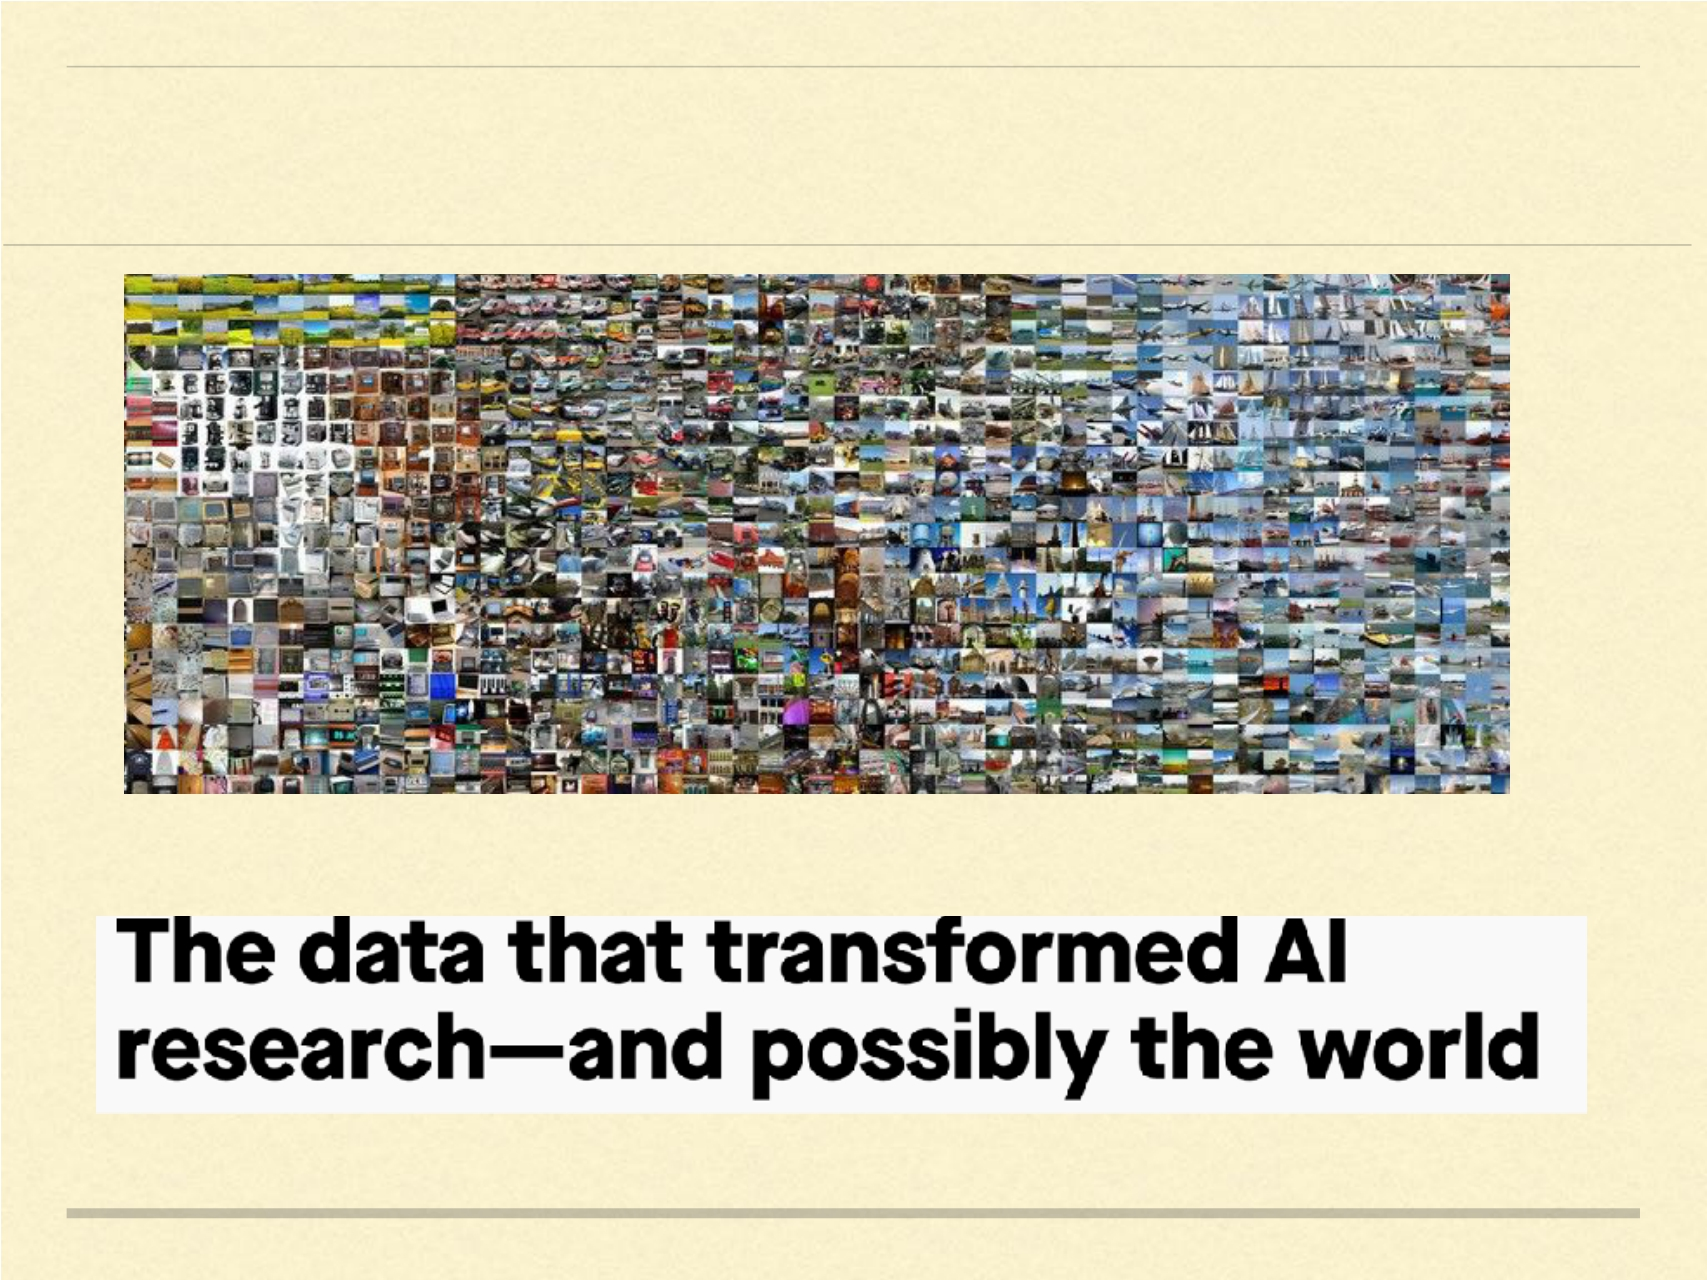 The data that transformed AI
research—and possibly the world